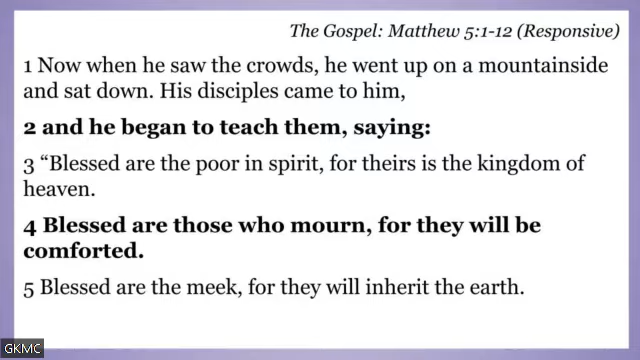 The Gospel: Matthew 5:1-12 (Responsive)
1 Now when he saw the crowds, he went up on a mountainside
and sat down. His disciples came to him,
2 and he began to teach them, saying:
3 “Blessed are the poor in spirit, for theirs is the kingdom of
heaven.
4 Blessed are those who mourn, for they will be
comforted.
5 Blessed are the meek, for they will inherit the earth.
GKMC